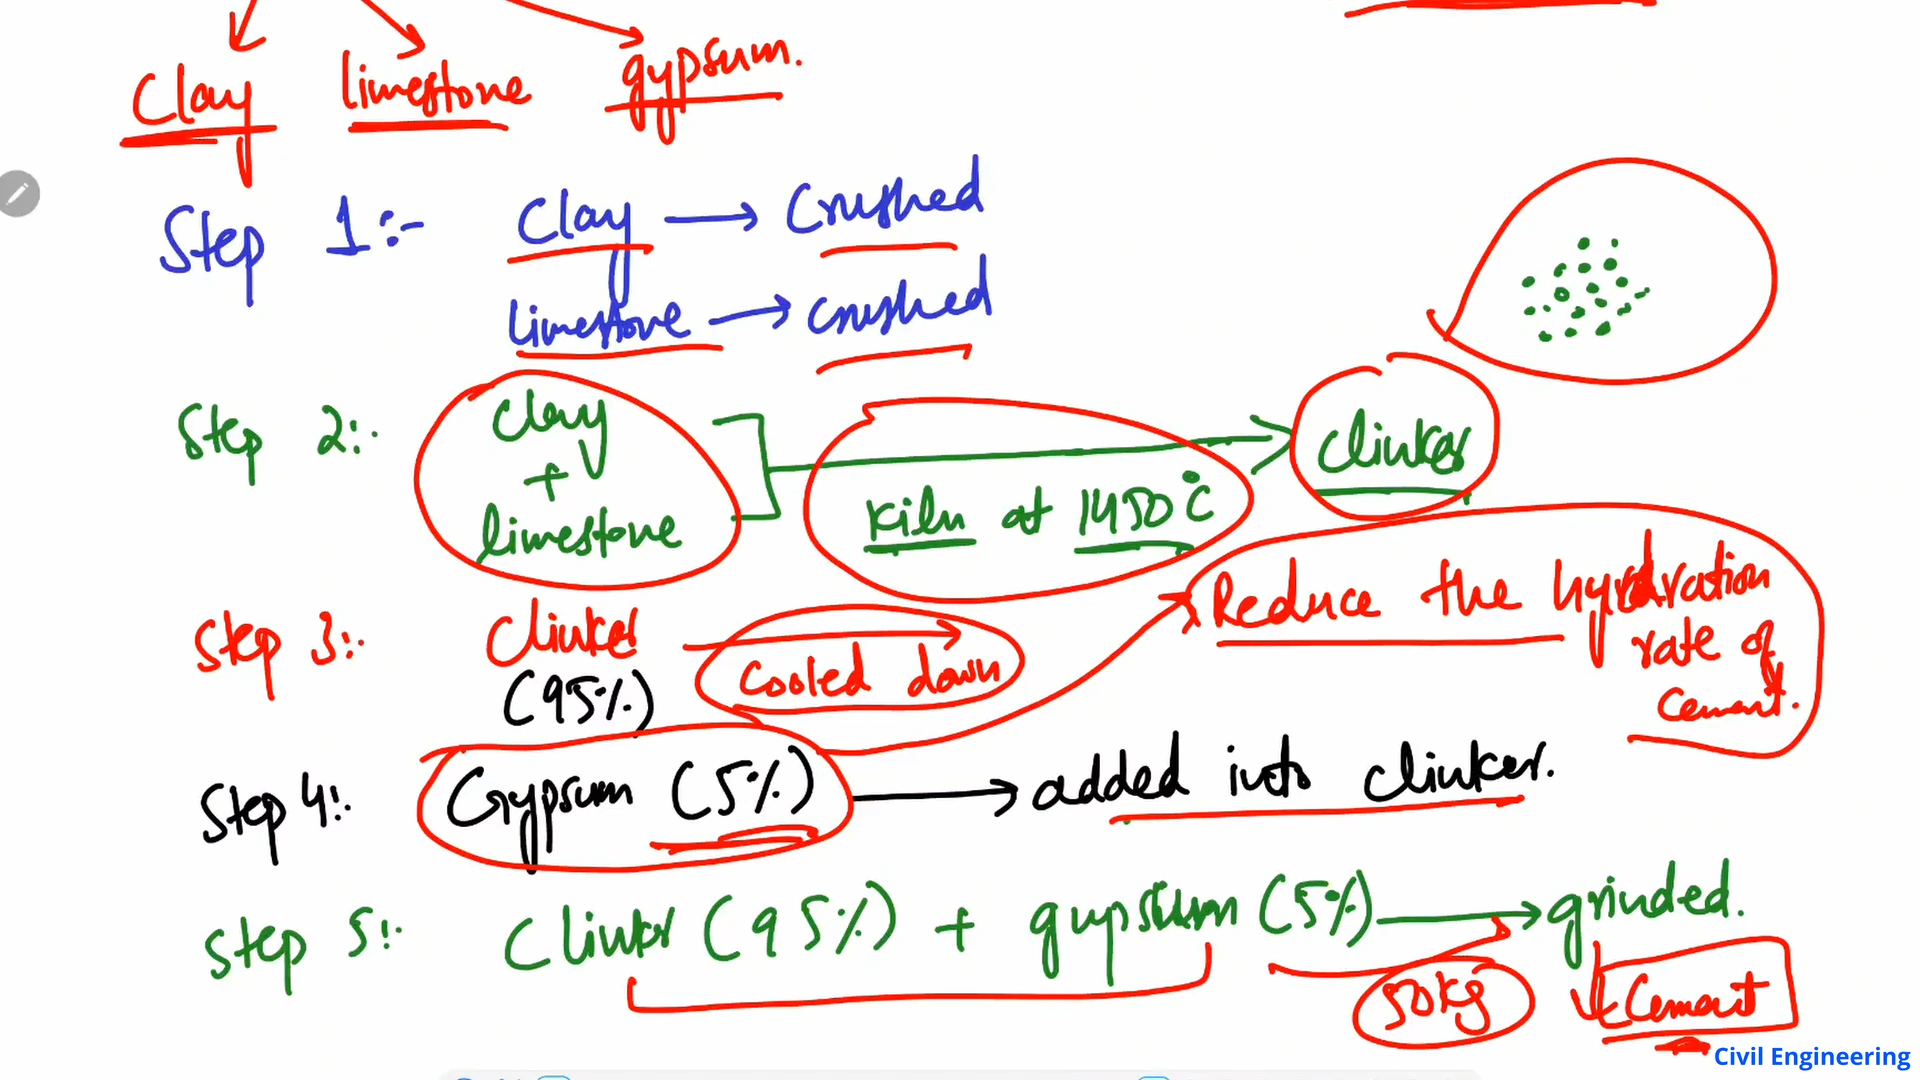 Clay limestone gypsum.
Step 1:- Clay → Crushed
limestone → crushed
Step 2:- Clay
+
limestone
Kiln at 1450°C
clinker
Reduce the hydration
rate of
cement.
Step 3:- Clinker
(95%)
cooled down
Step 4:- Gypsum (5%) → added into clinker.
Step 5:- Clinker (95%) + gypsum (5%) → grinded.
50kg
Cement
Civil Engineering